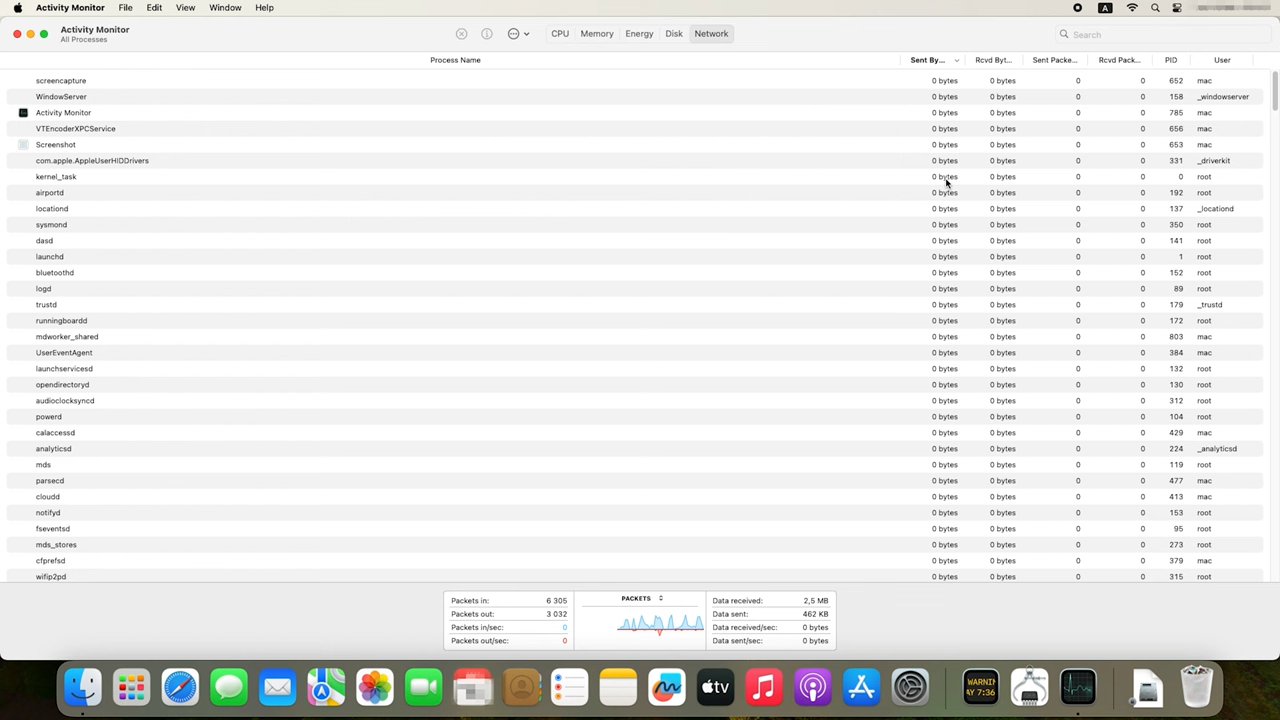 Activity Monitor File Edit View Window Help A
Activity Monitor
All Processes
CPU Memory Energy Disk Network
Search
Process Name Sent By... Rcvd Byt... Sent Packe... Rcvd Pack... PID User
screencapture 0 bytes 0 bytes 0 0 652 mac
WindowServer 0 bytes 0 bytes 0 0 158 _windowserver
Activity Monitor 0 bytes 0 bytes 0 0 785 mac
VTEncoderXPCService 0 bytes 0 bytes 0 0 656 mac
Screenshot 0 bytes 0 bytes 0 0 653 mac
com.apple.AppleUserHIDDrivers 0 bytes 0 bytes 0 0 331 _driverkit
kernel_task 0 bytes 0 bytes 0 0 0 root
airportd 0 bytes 0 bytes 0 0 192 root
locationd 0 bytes 0 bytes 0 0 137 _locationd
sysmond 0 bytes 0 bytes 0 0 350 root
dasd 0 bytes 0 bytes 0 0 141 root
launchd 0 bytes 0 bytes 0 0 1 root
bluetoothd 0 bytes 0 bytes 0 0 152 root
logd 0 bytes 0 bytes 0 0 89 root
trustd 0 bytes 0 bytes 0 0 179 _trustd
runningboardd 0 bytes 0 bytes 0 0 172 root
mdworker_shared 0 bytes 0 bytes 0 0 803 mac
UserEventAgent 0 bytes 0 bytes 0 0 384 mac
launchservicesd 0 bytes 0 bytes 0 0 132 root
opendirectoryd 0 bytes 0 bytes 0 0 130 root
audioclocksyncd 0 bytes 0 bytes 0 0 312 root
powerd 0 bytes 0 bytes 0 0 104 root
calaccessd 0 bytes 0 bytes 0 0 429 mac
analyticsd 0 bytes 0 bytes 0 0 224 _analyticsd
mds 0 bytes 0 bytes 0 0 119 root
parsecd 0 bytes 0 bytes 0 0 477 mac
cloudd 0 bytes 0 bytes 0 0 413 mac
notifyd 0 bytes 0 bytes 0 0 153 root
fseventsd 0 bytes 0 bytes 0 0 95 root
mds_stores 0 bytes 0 bytes 0 0 273 root
cfprefsd 0 bytes 0 bytes 0 0 379 mac
wifip2pd 0 bytes 0 bytes 0 0 315 root
Packets in: 6 305 PACKETS Data received: 2,5 MB
Packets out: 3 032 Data sent: 462 KB
Packets in/sec: 0 Data received/sec: 0 bytes
Packets out/sec: 0 Data sent/sec: 0 bytes
tv
WARNIN
AY 7:36